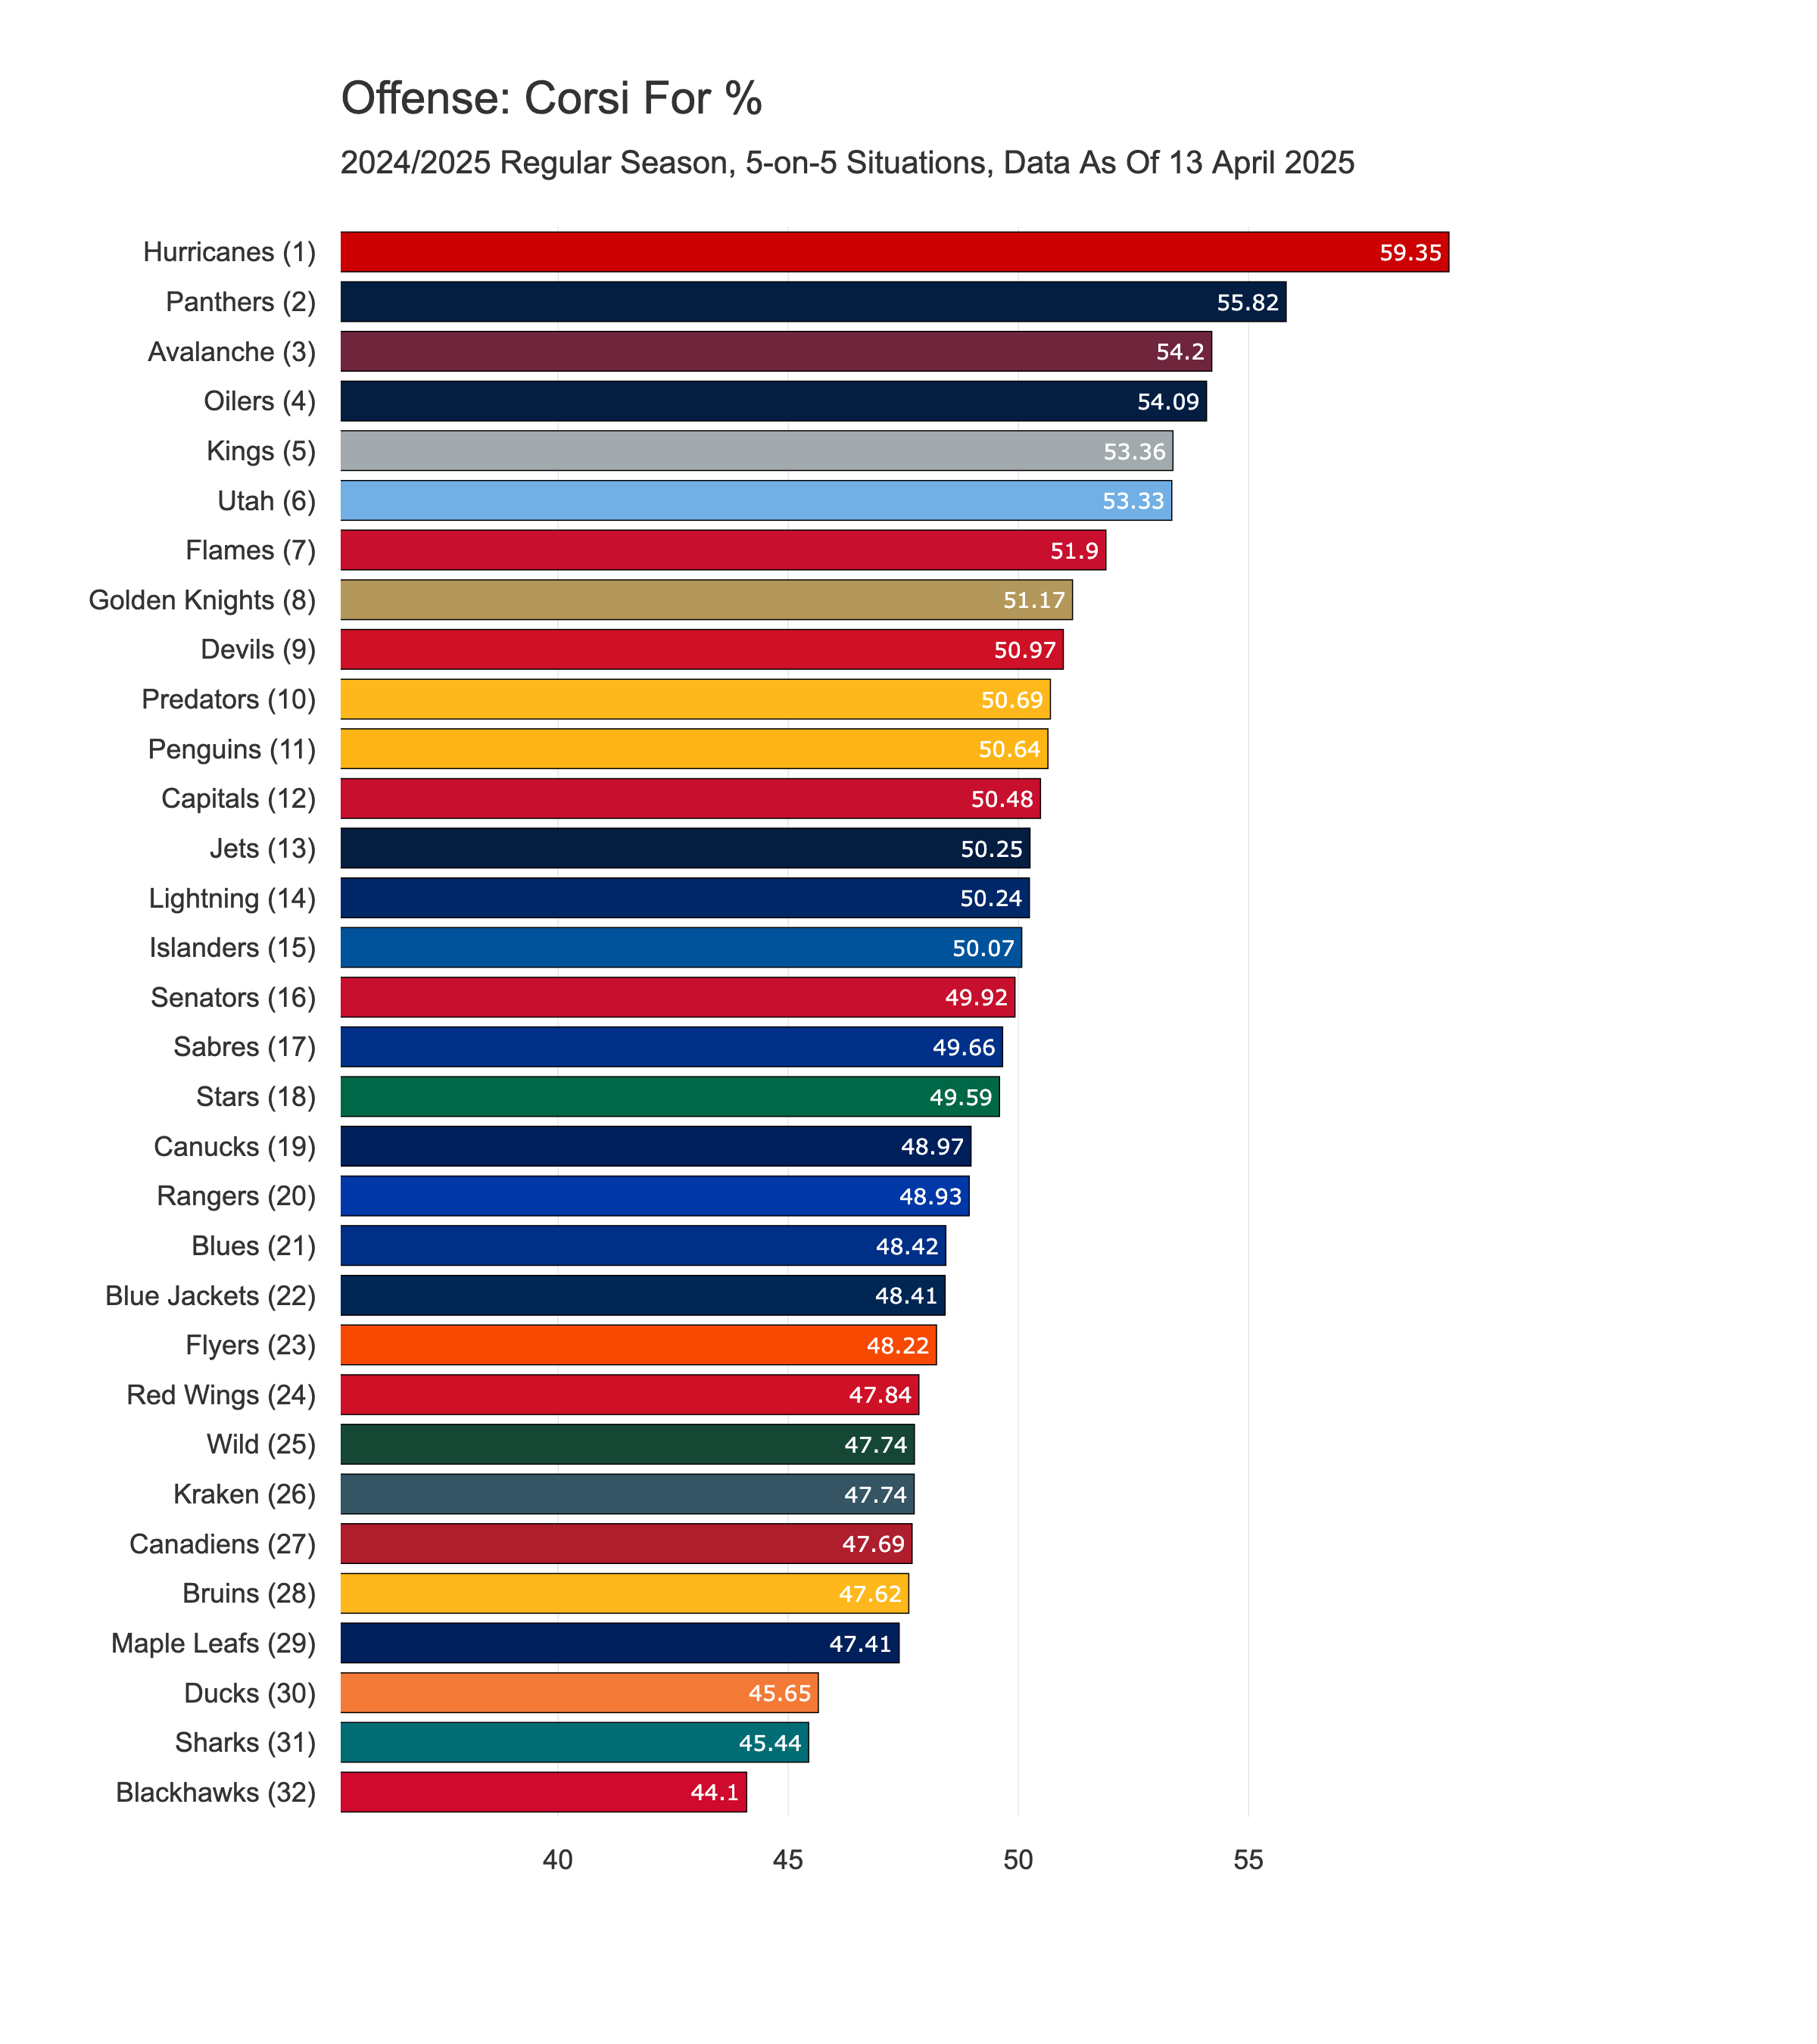 Offense: Corsi For %
2024/2025 Regular Season, 5-on-5 Situations, Data As Of 13 April 2025
Hurricanes (1) 59.35
Panthers (2) 55.82
Avalanche (3) 54.2
Oilers (4) 54.09
Kings (5) 53.36
Utah (6) 53.33
Flames (7) 51.9
Golden Knights (8) 51.17
Devils (9) 50.97
Predators (10) 50.69
Penguins (11) 50.64
Capitals (12) 50.48
Jets (13) 50.25
Lightning (14) 50.24
Islanders (15) 50.07
Senators (16) 49.92
Sabres (17) 49.66
Stars (18) 49.59
Canucks (19) 48.97
Rangers (20) 48.93
Blues (21) 48.42
Blue Jackets (22) 48.41
Flyers (23) 48.22
Red Wings (24) 47.84
Wild (25) 47.74
Kraken (26) 47.74
Canadiens (27) 47.69
Bruins (28) 47.62
Maple Leafs (29) 47.41
Ducks (30) 45.65
Sharks (31) 45.44
Blackhawks (32) 44.1
40 45 50 55